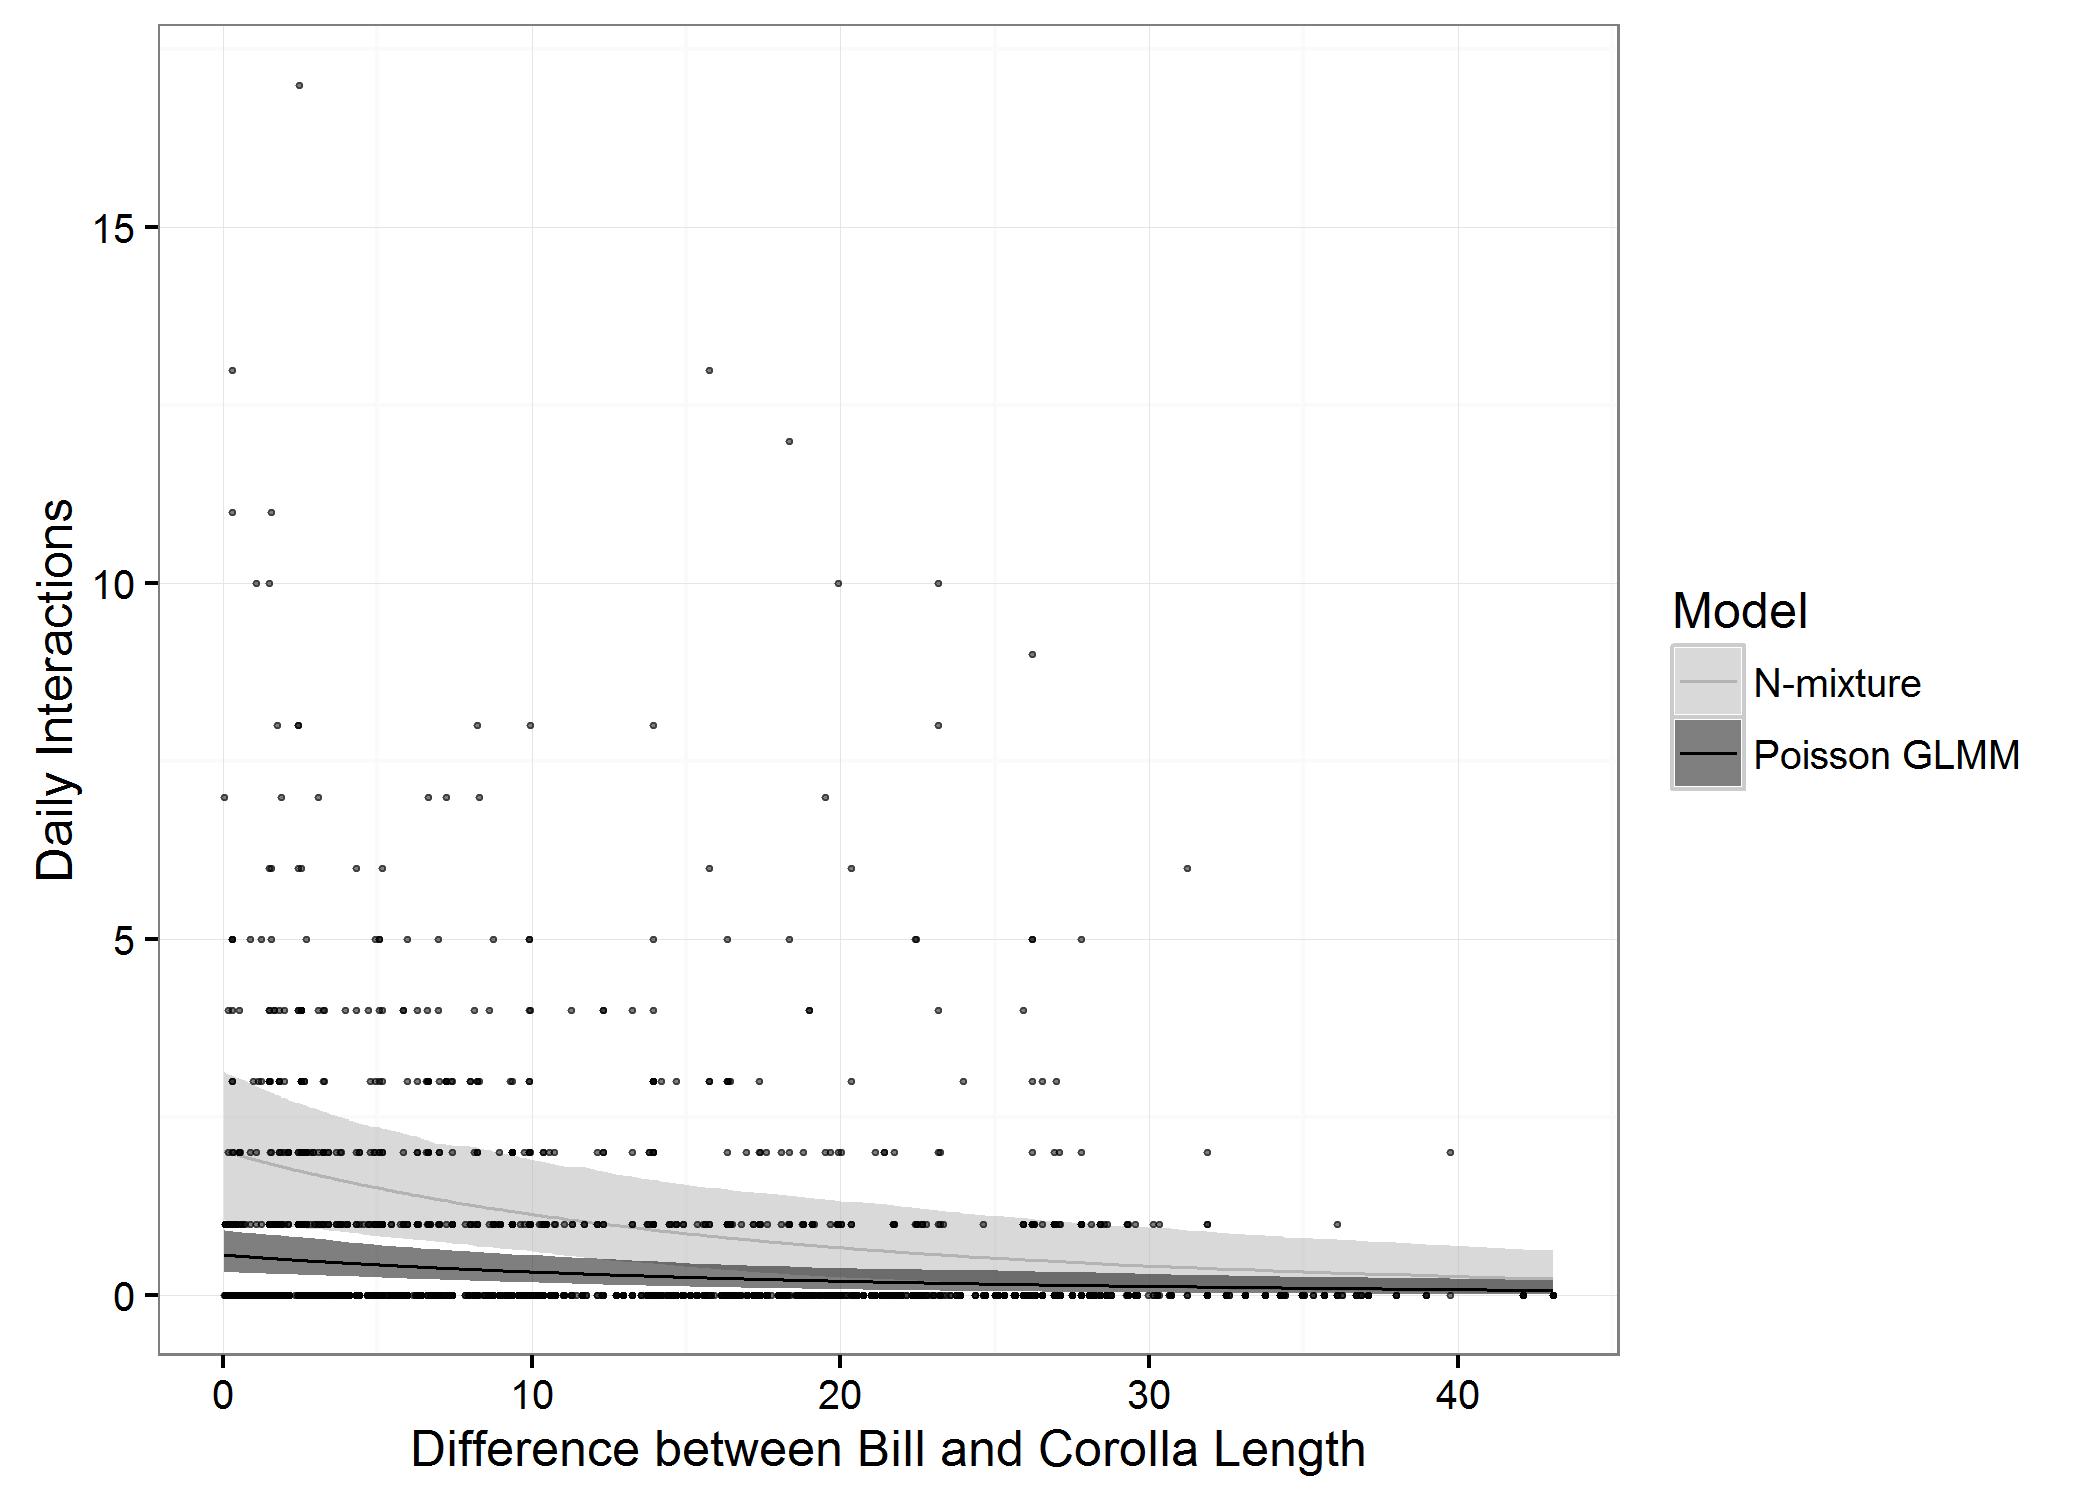 Daily Interactions
15
10
5
0
0 10 20 30 40
Difference between Bill and Corolla Length
Model
N-mixture
Poisson GLMM